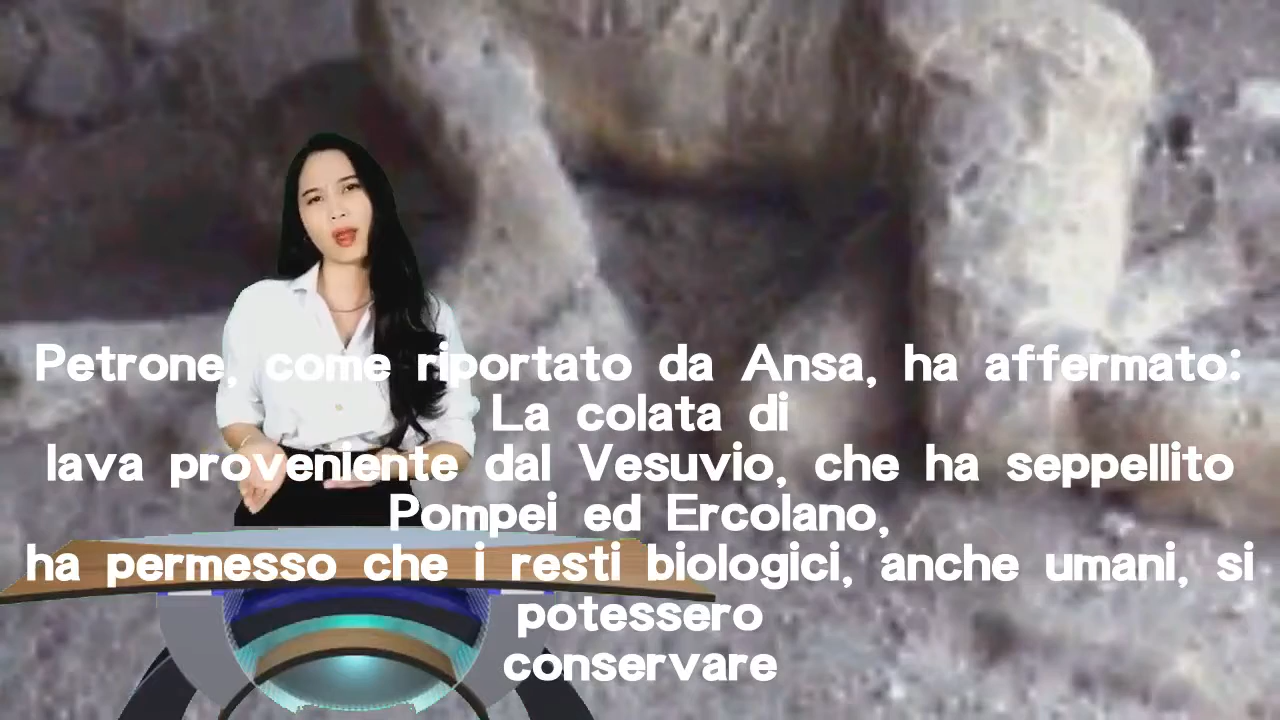 Petrone, come riportato da Ansa, ha affermato:
La colata di
lava proveniente dal Vesuvio, che ha seppellito
Pompei ed Ercolano,
ha permesso che i resti biologici, anche umani, si
potessero
conservare